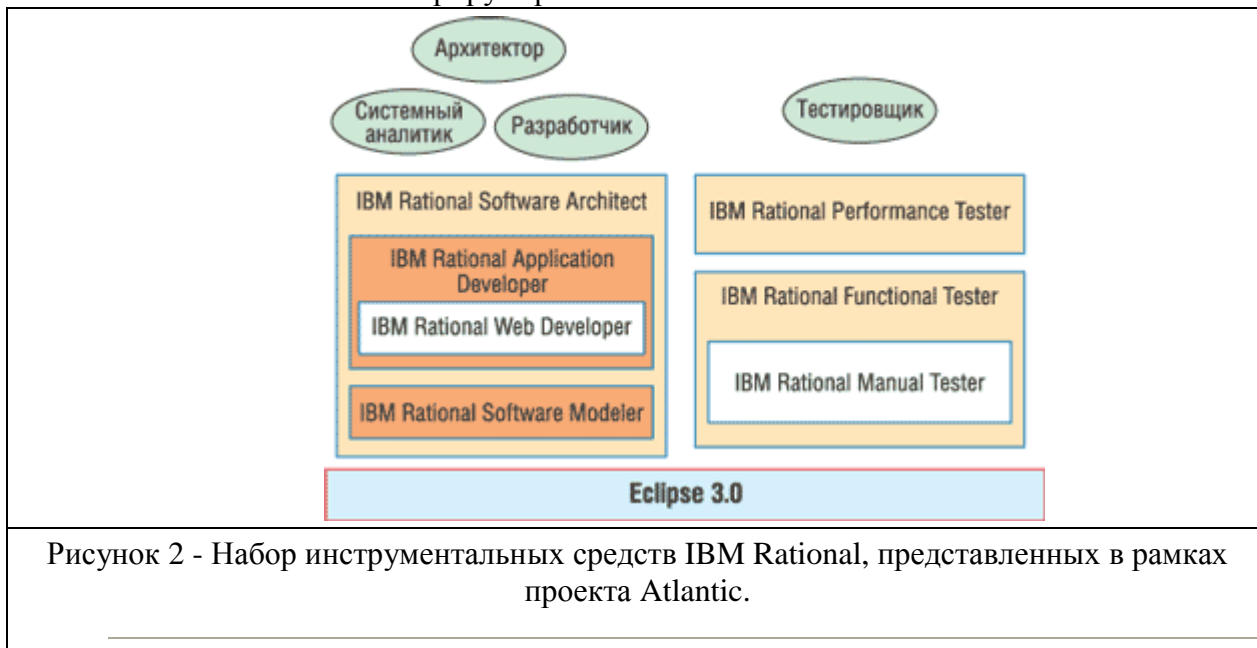 Архитектор
Системный
аналитик
Разработчик
Тестировщик
IBM Rational Software Architect
IBM Rational Application
Developer
IBM Rational Web Developer
IBM Rational Software Modeler
IBM Rational Performance Tester
IBM Rational Functional Tester
IBM Rational Manual Tester
Eclipse 3.0
Рисунок 2 - Набор инструментальных средств IBM Rational, представленных в рамках
проекта Atlantic.